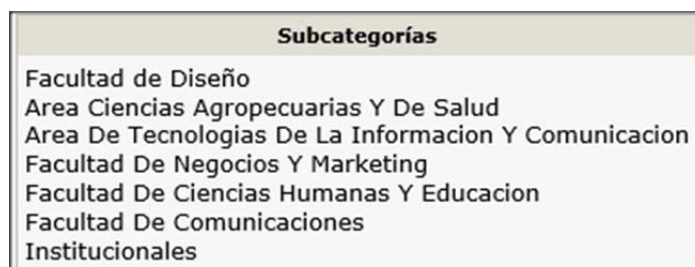 Subcategorías
Facultad de Diseño
Area Ciencias Agropecuarias Y De Salud
Area De Tecnologias De La Informacion Y Comunicacion
Facultad De Negocios Y Marketing
Facultad De Ciencias Humanas Y Educacion
Facultad De Comunicaciones
Institucionales